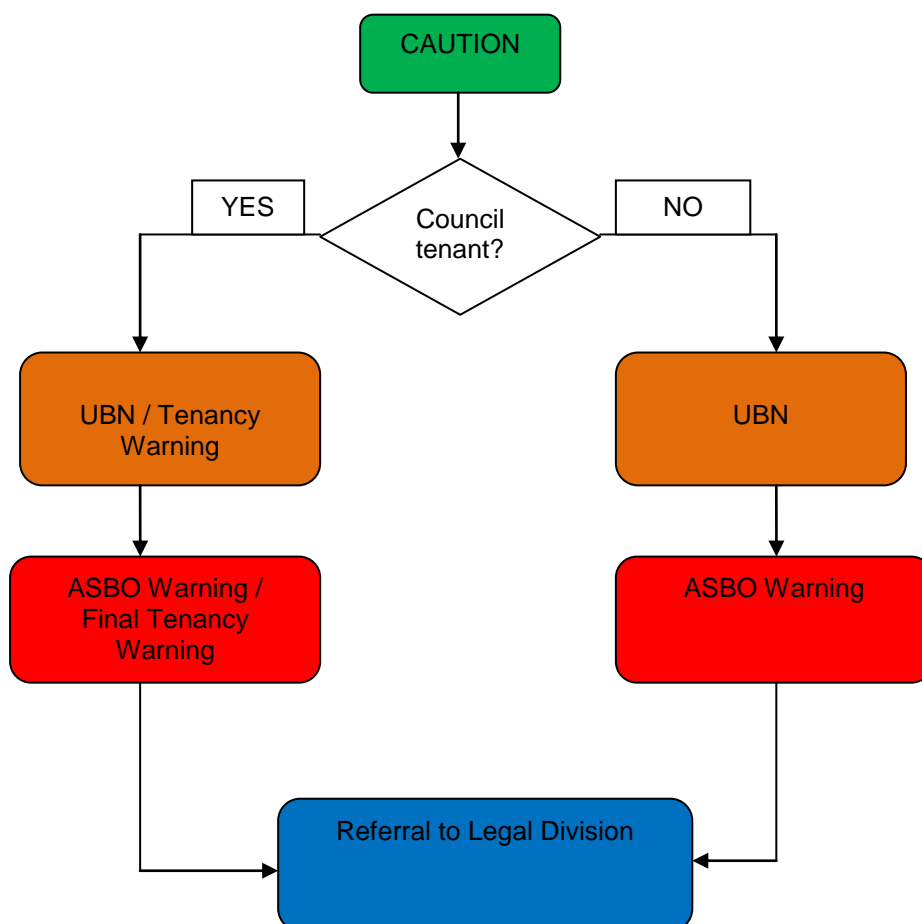 CAUTION
YES
Council
tenant?
NO
UBN / Tenancy
Warning
UBN
ASBO Warning /
Final Tenancy
Warning
ASBO Warning
Referral to Legal Division